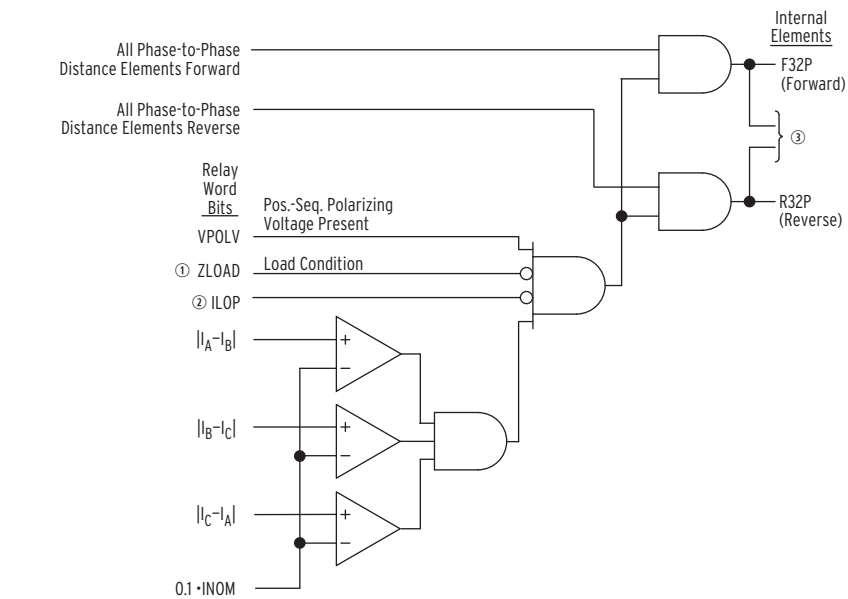 Internal
Elements
All Phase-to-Phase
Distance Elements Forward
F32P
(Forward)
All Phase-to-Phase
Distance Elements Reverse
③
Relay
Word
Bits
Pos.-Seq. Polarizing
Voltage Present
R32P
(Reverse)
VPOLV
① ZLOAD
Load Condition
② ILOP
|IA–IB|
+
–
|IB–IC|
+
–
|IC–IA|
+
–
0.1 • INOM